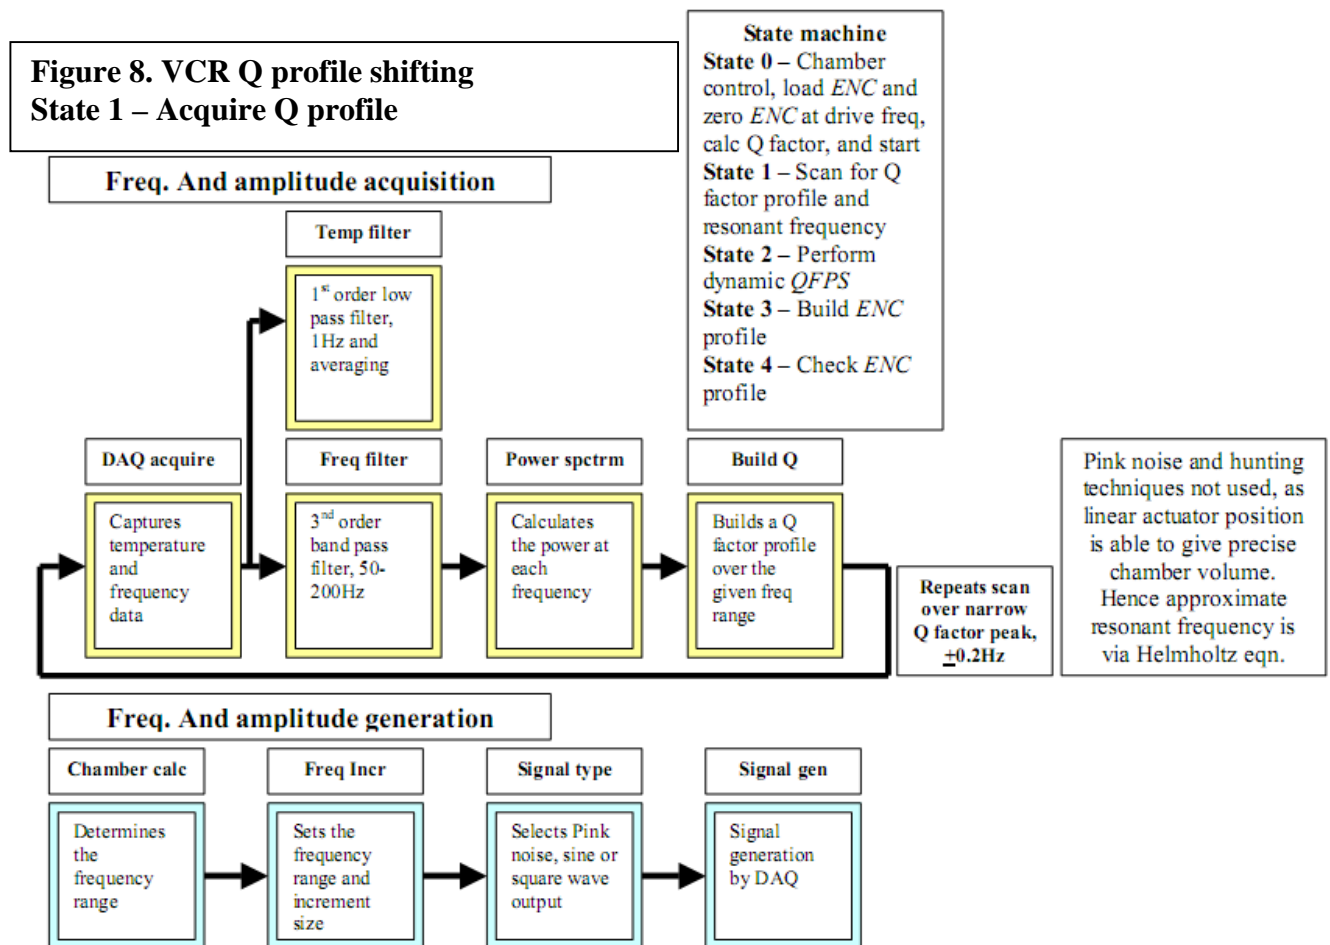 Figure 8. VCR Q profile shifting
State 1 – Acquire Q profile
State machine
State 0 – Chamber
control, load ENC and
zero ENC at drive freq,
calc Q factor, and start
State 1 – Scan for Q
factor profile and
resonant frequency
State 2 – Perform
dynamic QFPS
State 3 – Build ENC
profile
State 4 – Check ENC
profile
Freq. And amplitude acquisition
Temp filter
1st order low
pass filter,
1Hz and
averaging
DAQ acquire
Captures
temperature
and
frequency
data
Freq filter
3nd order
band pass
filter, 50-
200Hz
Power spctrm
Calculates
the power at
each
frequency
Build Q
Builds a Q
factor profile
over the
given freq
range
Repeats scan
over narrow
Q factor peak,
±0.2Hz
Pink noise and hunting
techniques not used, as
linear actuator position
is able to give precise
chamber volume.
Hence approximate
resonant frequency is
via Helmholtz eqn.
Freq. And amplitude generation
Chamber calc
Determines
the
frequency
range
Freq Incr
Sets the
frequency
range and
increment
size
Signal type
Selects Pink
noise, sine or
square wave
output
Signal gen
Signal
generation
by DAQ